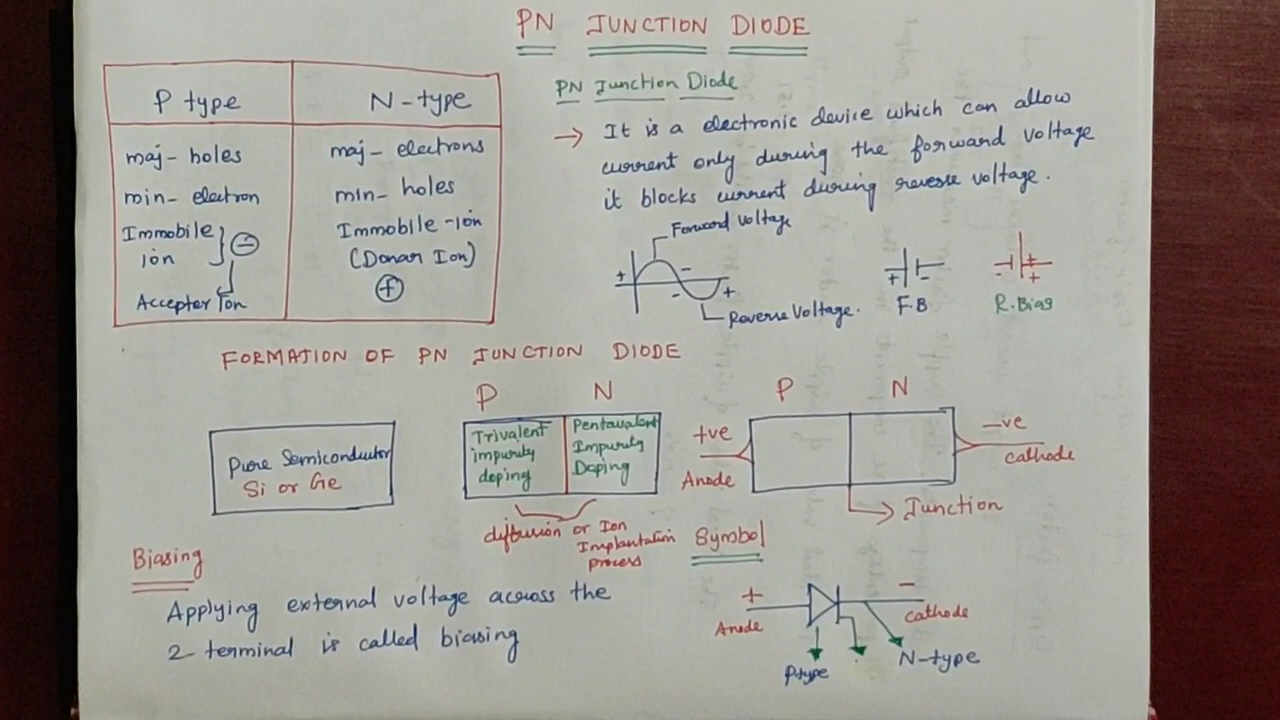 PN JUNCTION DIODE
P type
N-type
maj- holes
maj- electrons
min- electron
min- holes
Immobile
ion
-
Immobile -ion
(Donar Ion)
+
Accepter Ion
PN Junction Diode
→ It is a electronic device which can allow
current only during the forward voltage
it blocks current during reverse voltage.
Forward Voltage
+
-
-
+
Reverse Voltage.
+ -
F.B
- +
+
R.Bias
FORMATION OF PN JUNCTION DIODE
Pure Semiconductor
Si or Ge
P N
Trivalent
impurity
doping
Pentavalent
Impurity
Doping
diffusion or Ion
Implantation
process
P N
+ve
Anode
-ve
cathode
Junction
Biasing
Applying external voltage across the
2 terminal is called biasing
Symbol
+
Anode
-
cathode
P-type
N-type